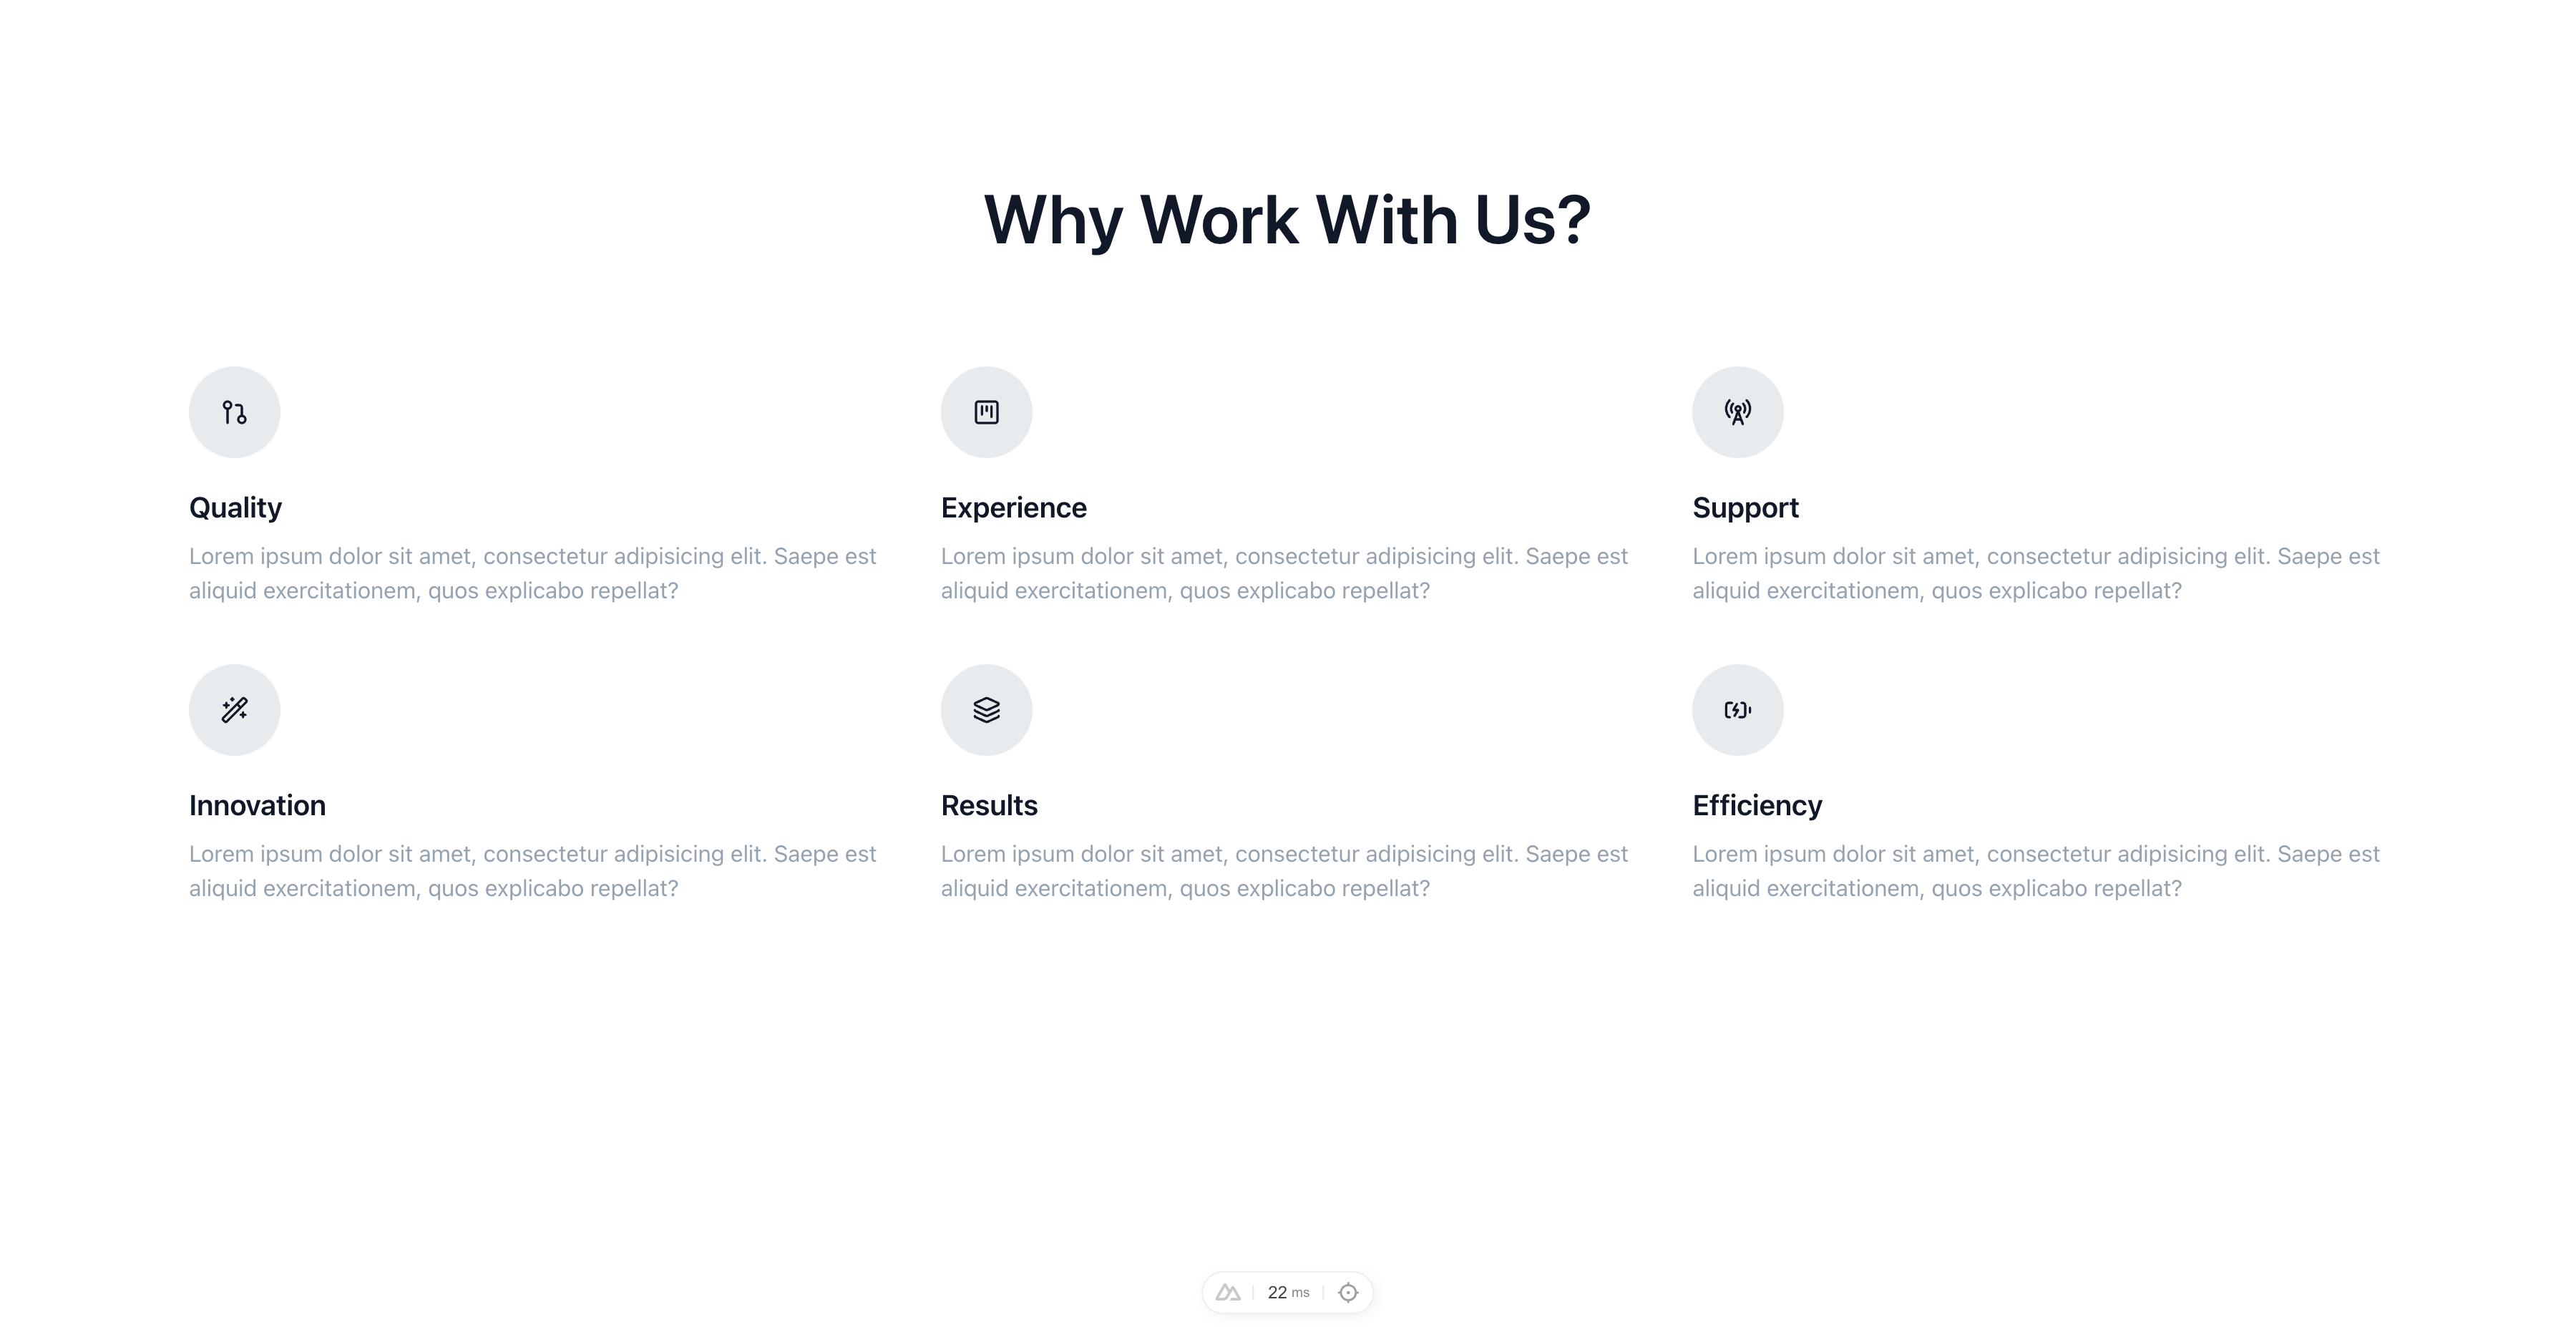 Why Work With Us?
Quality
Lorem ipsum dolor sit amet, consectetur adipisicing elit. Saepe est
aliquid exercitationem, quos explicabo repellat?
Experience
Lorem ipsum dolor sit amet, consectetur adipisicing elit. Saepe est
aliquid exercitationem, quos explicabo repellat?
Support
Lorem ipsum dolor sit amet, consectetur adipisicing elit. Saepe est
aliquid exercitationem, quos explicabo repellat?
Innovation
Lorem ipsum dolor sit amet, consectetur adipisicing elit. Saepe est
aliquid exercitationem, quos explicabo repellat?
Results
Lorem ipsum dolor sit amet, consectetur adipisicing elit. Saepe est
aliquid exercitationem, quos explicabo repellat?
Efficiency
Lorem ipsum dolor sit amet, consectetur adipisicing elit. Saepe est
aliquid exercitationem, quos explicabo repellat?
22 ms